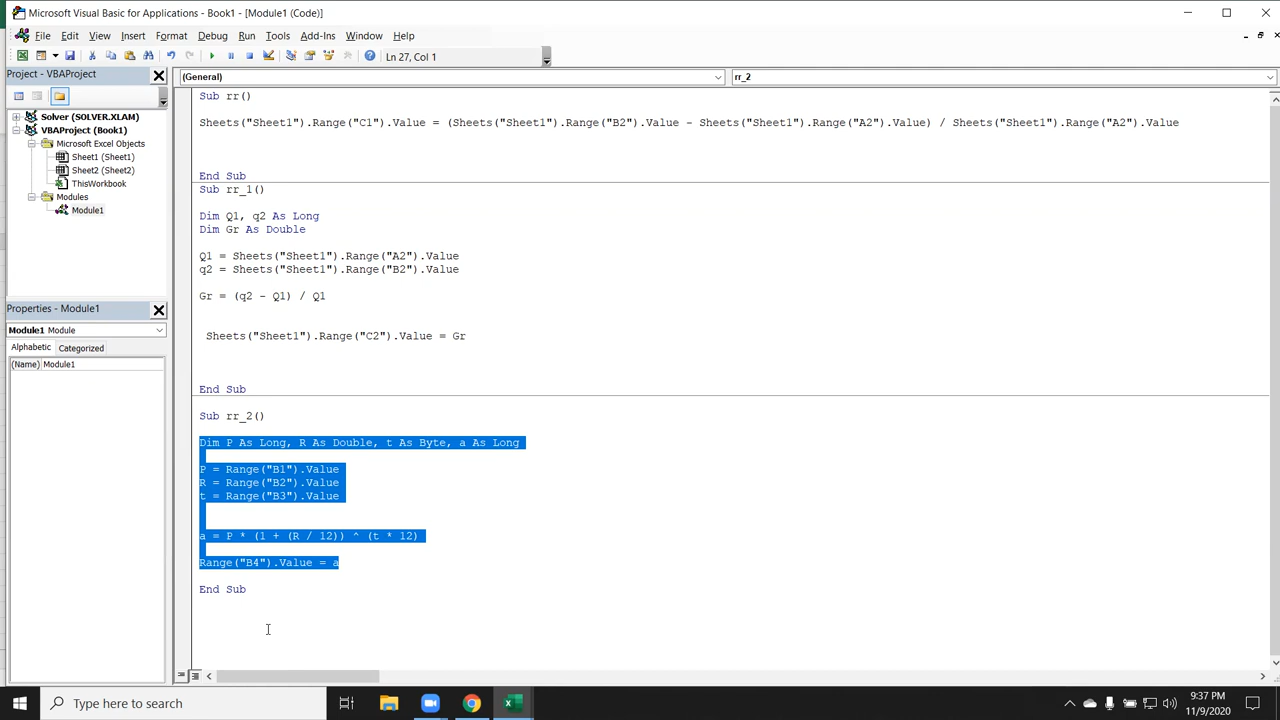 Microsoft Visual Basic for Applications - Book1 - [Module1 (Code)]
File Edit View Insert Format Debug Run Tools Add-Ins Window Help
Ln 27, Col 1
Project - VBAProject
(General)
rr_2
Solver (SOLVER.XLAM)
VBAProject (Book1)
Microsoft Excel Objects
Sheet1 (Sheet1)
Sheet2 (Sheet2)
ThisWorkbook
Modules
Module1
Properties - Module1
Module1 Module
Alphabetic Categorized
(Name) Module1
Sub rr()
Sheets("Sheet1").Range("C1").Value = (Sheets("Sheet1").Range("B2").Value - Sheets("Sheet1").Range("A2").Value) / Sheets("Sheet1").Range("A2").Value
End Sub
Sub rr_1()
Dim Q1, q2 As Long
Dim Gr As Double
Q1 = Sheets("Sheet1").Range("A2").Value
q2 = Sheets("Sheet1").Range("B2").Value
Gr = (q2 - Q1) / Q1
Sheets("Sheet1").Range("C2").Value = Gr
End Sub
Sub rr_2()
Dim P As Long, R As Double, t As Byte, a As Long
P = Range("B1").Value
R = Range("B2").Value
t = Range("B3").Value
a = P * (1 + (R / 12)) ^ (t * 12)
Range("B4").Value = a
End Sub
Type here to search
9:37 PM
11/9/2020